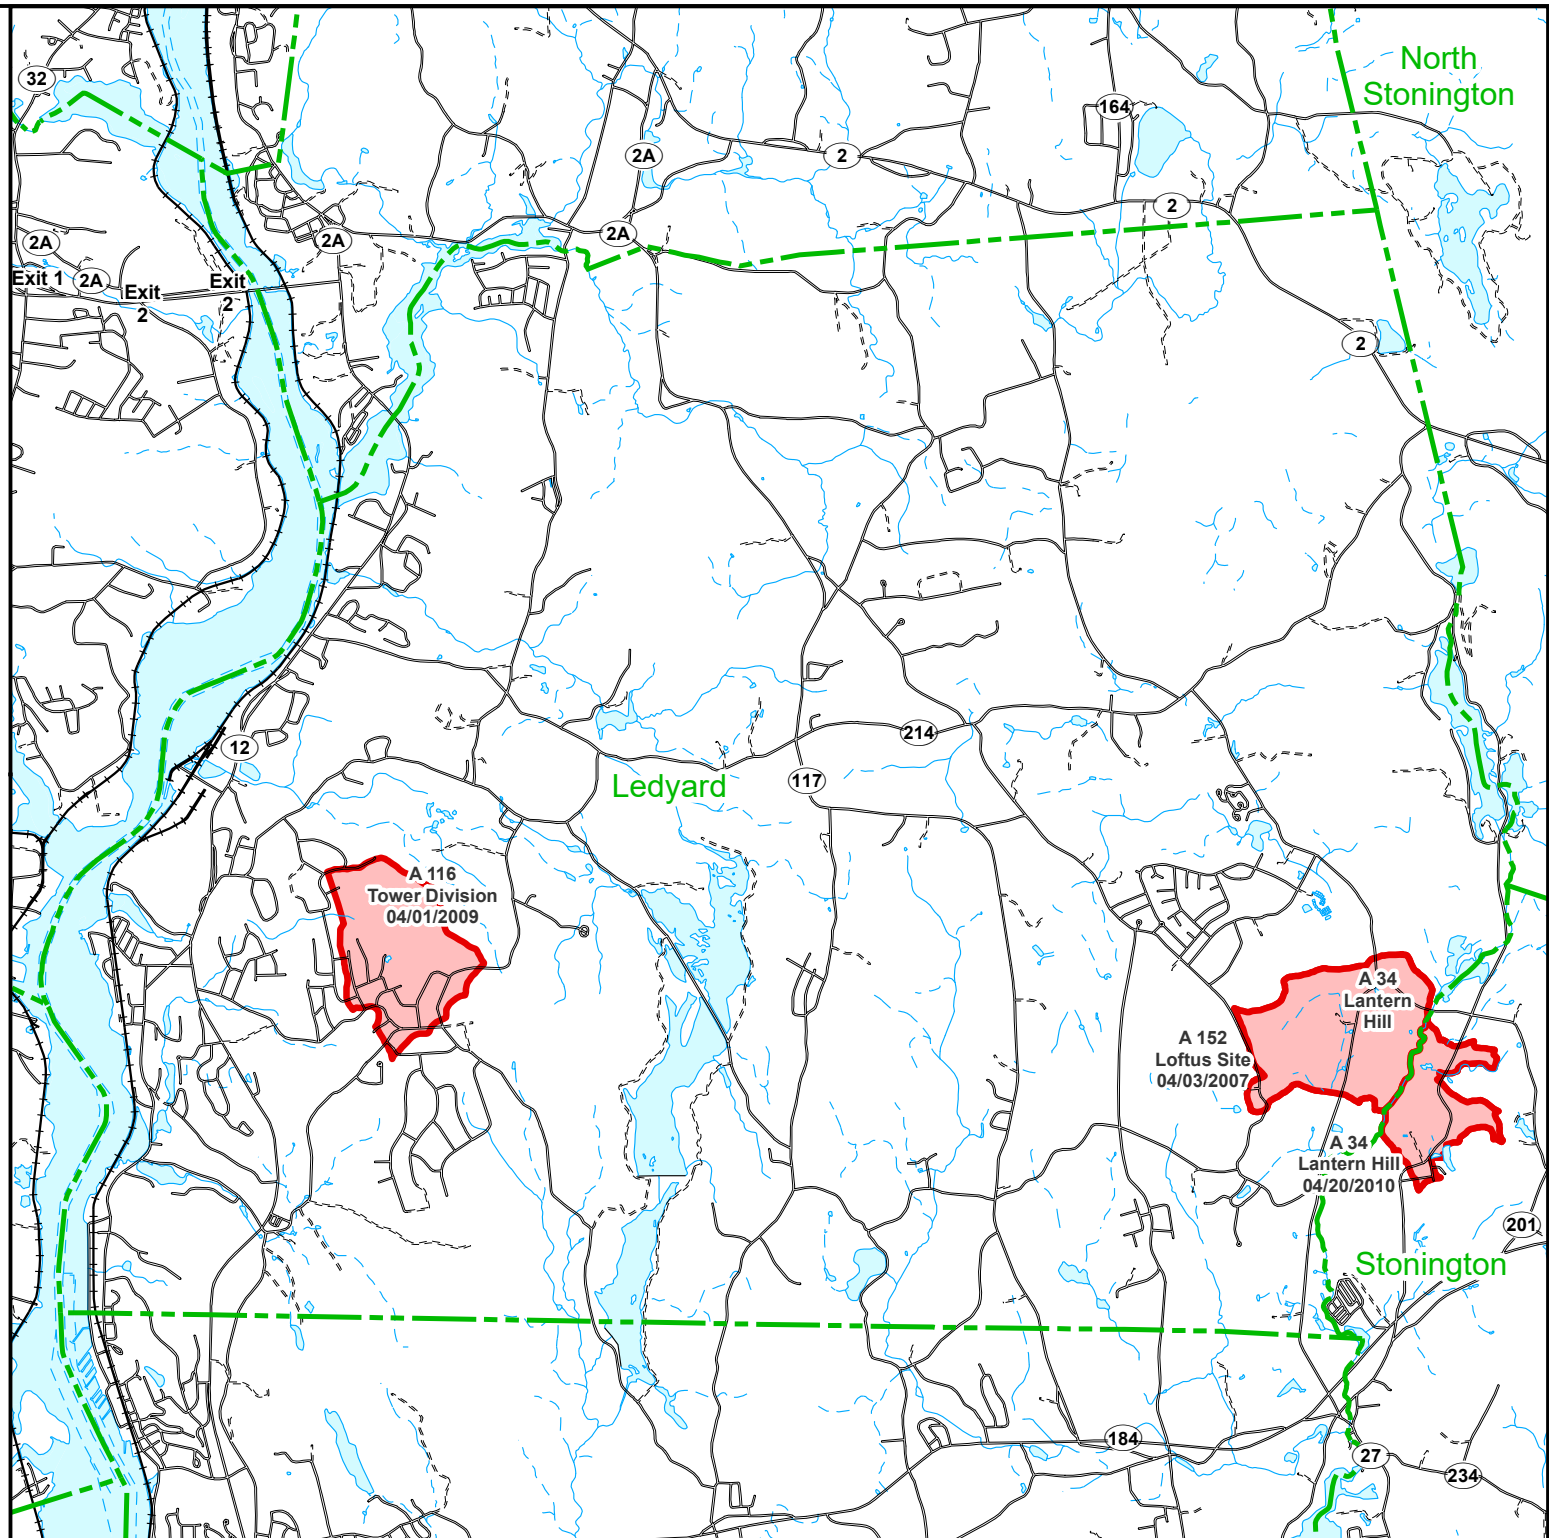 North
Stonington
32
164
2A
2
2
2A
2A
2A
Exit 1
2A
Exit
2
Exit
2
2
12
214
117
Ledyard
A 116
Tower Division
04/01/2009
A 34
Lantern
Hill
A 152
Loftus Site
04/03/2007
A 34
Lantern Hill
04/20/2010
201
Stonington
184
27
234